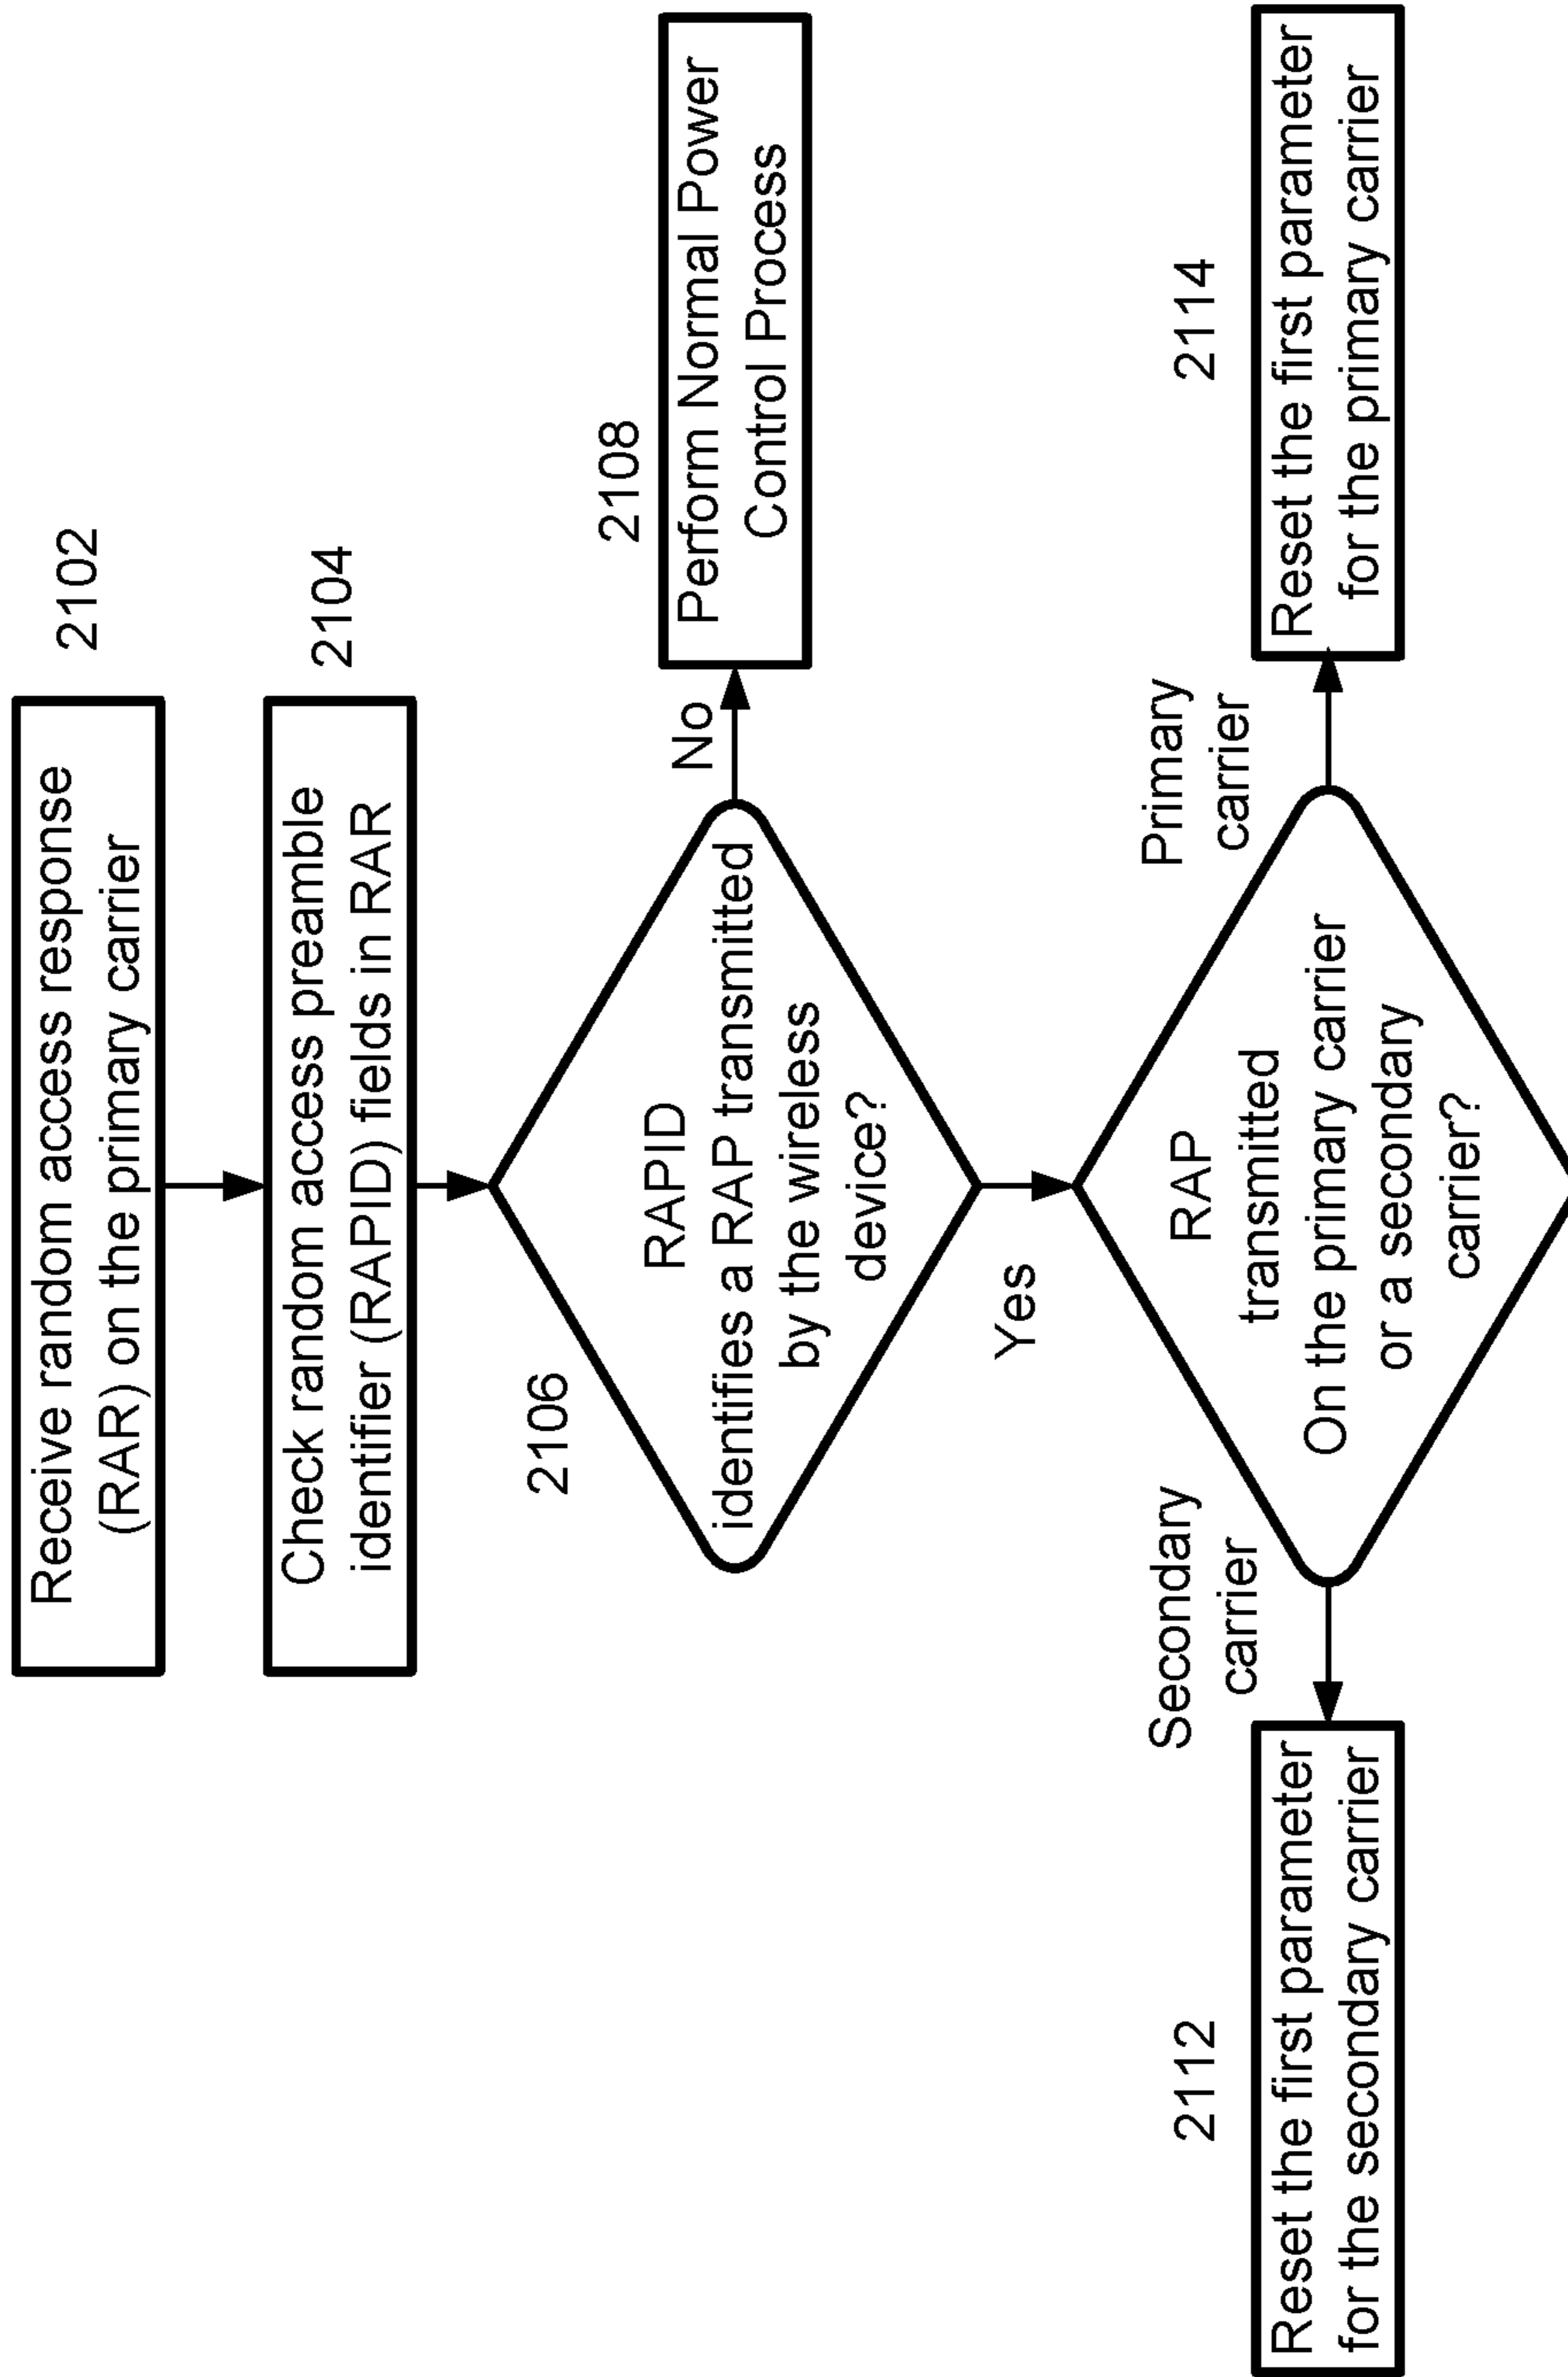 2102
Receive random access response
(RAR) on the primary carrier
2104
Check random access preamble
identifier (RAPID) fields in RAR
2106
RAPID
identifies a RAP transmitted
by the wireless
device?
No
2108
Perform Normal Power
Control Process
Yes
RAP
transmitted
On the primary carrier
or a secondary
carrier?
Secondary
carrier
2112
Reset the first parameter
for the secondary carrier
Primary
carrier
2114
Reset the first parameter
for the primary carrier